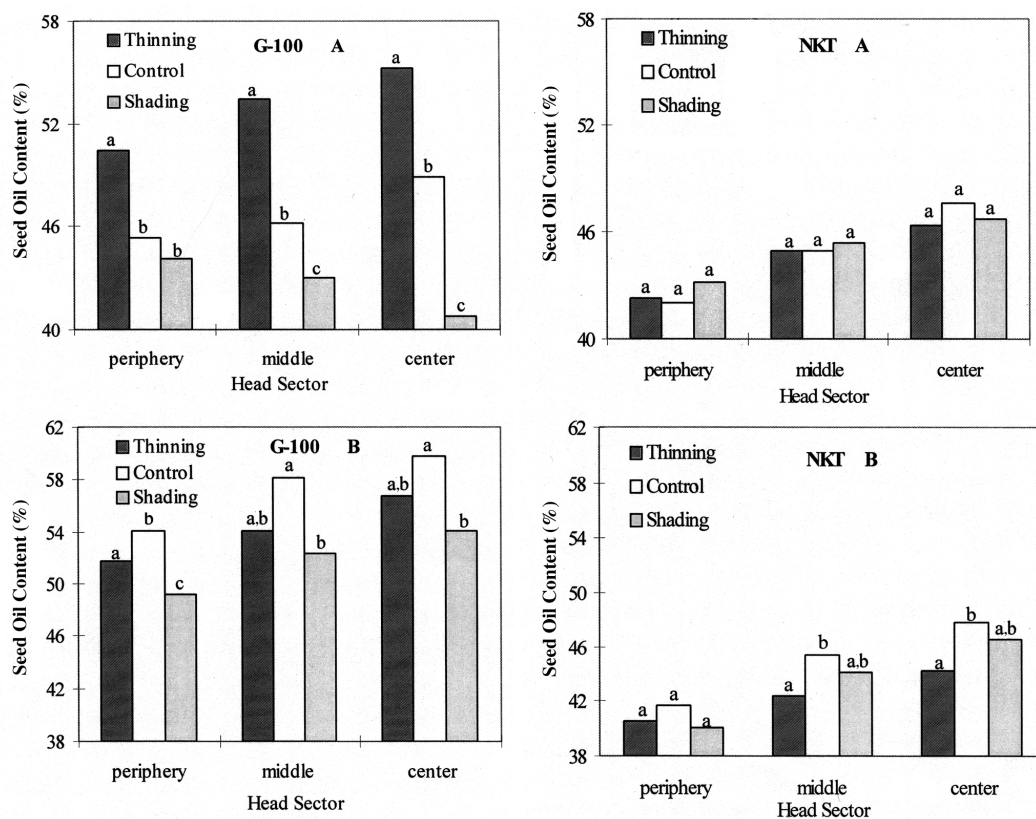 58
52
46
40
Seed Oil Content (%)
Thinning
Control
Shading
G-100 A
a
b
b
a
b
c
a
b
c
periphery middle center
Head Sector
58
52
46
40
Seed Oil Content (%)
Thinning
Control
Shading
NKT A
a
a
a
a
a
a
a
a
a
periphery middle center
Head Sector
62
58
54
50
46
42
38
Seed Oil Content (%)
Thinning
Control
Shading
G-100 B
a
b
c
a,b
a
b
a,b
a
b
periphery middle center
Head Sector
62
58
54
50
46
42
38
Seed Oil Content (%)
Thinning
Control
Shading
NKT B
a
a
a
a
b
a,b
a
b
a,b
periphery middle center
Head Sector